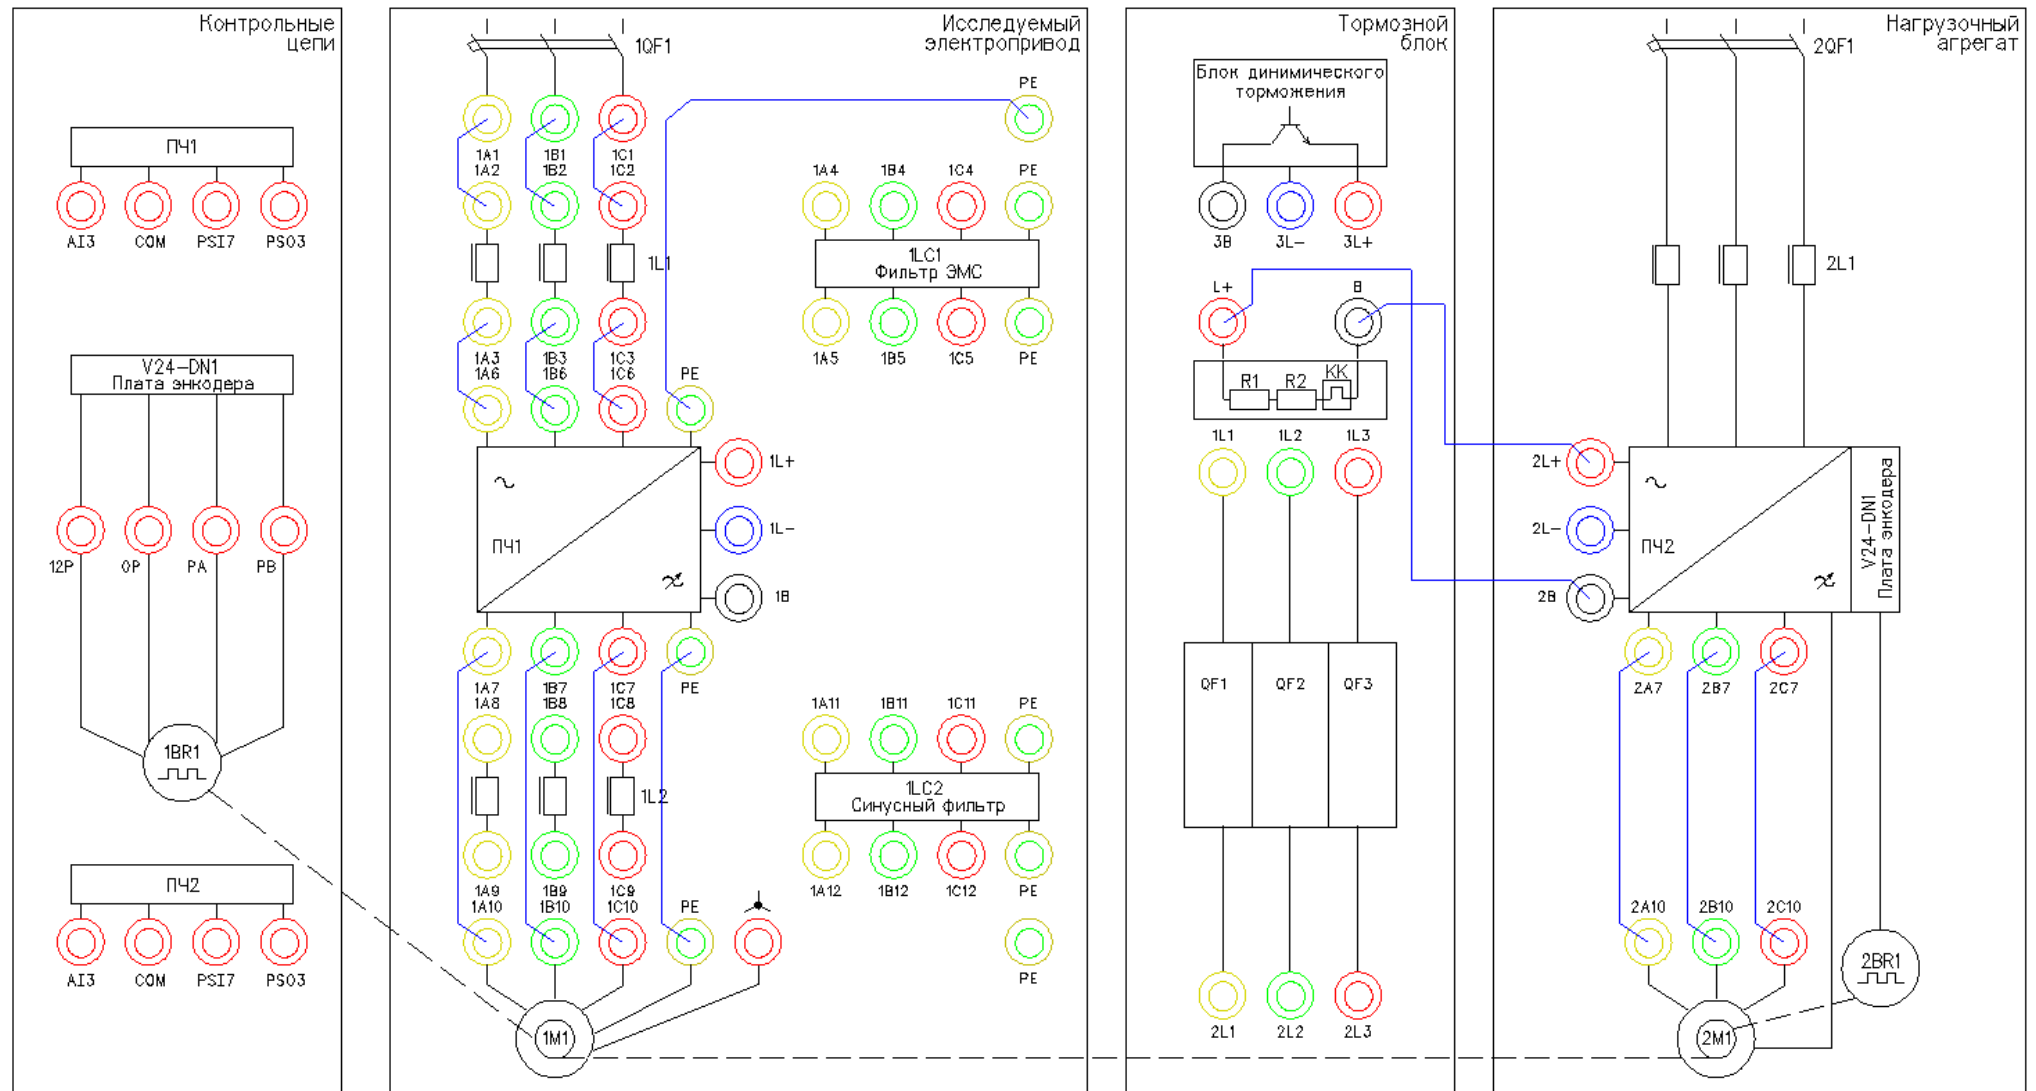 Контрольные
цепи
ПЧ1
AI3 COM PSI7 PSO3
V24-DN1
Плата энкодера
12P 0P PA PB
1BR1
ПЧ2
AI3 COM PSI7 PSO3
Исследуемый
электропривод
1QF1
PE
1A1 1B1 1C1
1A2 1B2 1C2
1A4 1B4 1C4 PE
1L1
1LC1
Фильтр ЭМС
1A3 1B3 1C3
1A5 1B5 1C5 PE
1A6 1B6 1C6 PE
1L+
1L-
1B
ПЧ1
1A7 1B7 1C7 PE
1A8 1B8 1C8
1A11 1B11 1C11 PE
1L2
1LC2
Синусный фильтр
1A9 1B9 1C9
1A12 1B12 1C12 PE
1A10 1B10 1C10 PE
PE
1M1
Тормозной
блок
Блок динимического
торможения
3B 3L- 3L+
L+ B
R1 R2 KK
1L1 1L2 1L3
QF1 QF2 QF3
2L1 2L2 2L3
Нагрузочный
агрегат
2QF1
2L1
2L+
2L-
2B
ПЧ2
V24-DN1
Плата энкодера
2A7 2B7 2C7
2A10 2B10 2C10
2BR1
2M1